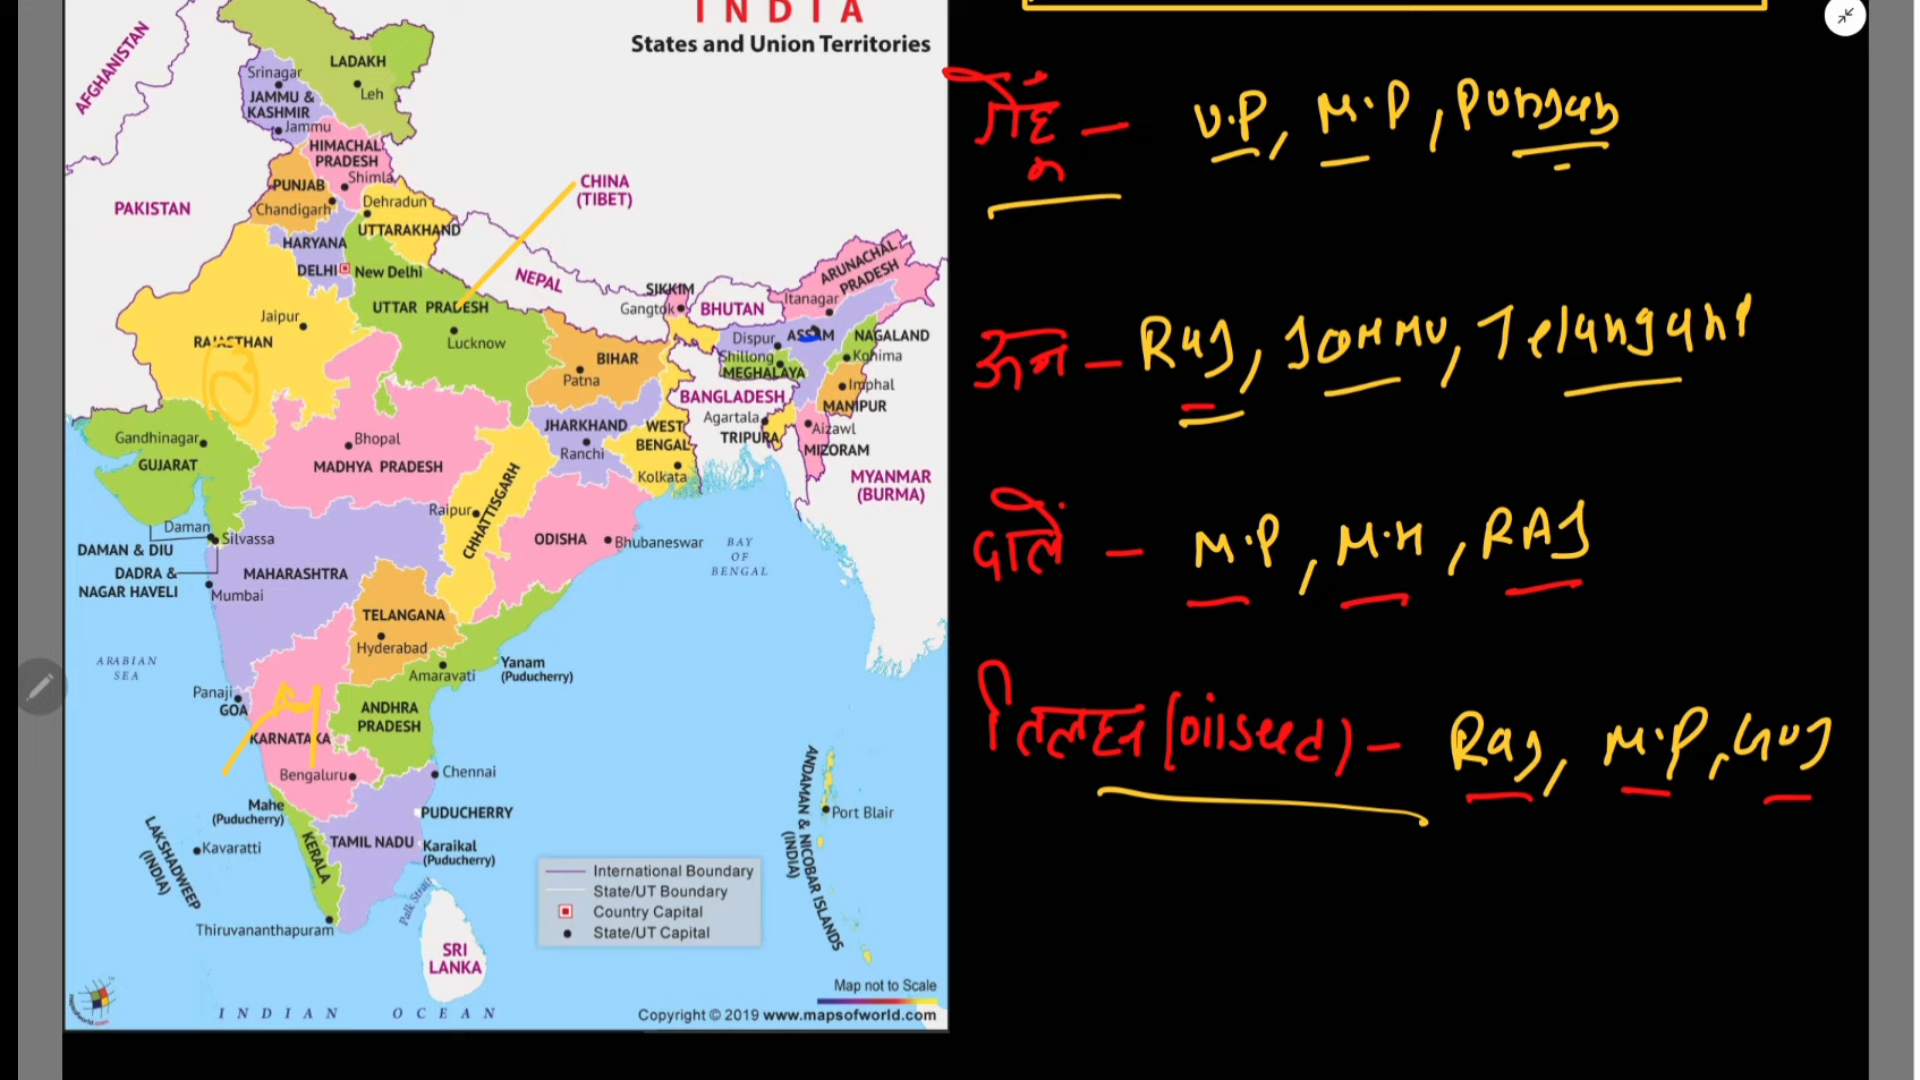 INDIA
States and Union Territories
AFGHANISTAN
LADAKH
Srinagar
Leh
JAMMU &
KASHMIR
Jammu
HIMACHAL
PRADESH
Shimla
PUNJAB
Chandigarh
Dehradun
UTTARAKHAND
CHINA
(TIBET)
PAKISTAN
HARYANA
DELHI
New Delhi
NEPAL
UTTAR PRADESH
Lucknow
Jaipur
RAJASTHAN
SIKKIM
Gangtok
BHUTAN
ARUNACHAL
PRADESH
Itanagar
Dispur
ASSAM
NAGALAND
Shillong
Kohima
MEGHALAYA
Imphal
MANIPUR
BIHAR
Patna
BANGLADESH
Agartala
TRIPURA
Aizawl
MIZORAM
MYANMAR
(BURMA)
Gandhinagar
GUJARAT
Bhopal
MADHYA PRADESH
JHARKHAND
Ranchi
WEST
BENGAL
Kolkata
Raipur
CHHATTISGARH
Daman
Silvassa
DAMAN & DIU
DADRA &
NAGAR HAVELI
ODISHA
Bhubaneswar
BAY
OF
BENGAL
MAHARASHTRA
Mumbai
TELANGANA
Hyderabad
ARABIAN
SEA
Amaravati
Yanam
(Puducherry)
Panaji
GOA
KARNATAKA
ANDHRA
PRADESH
Bengaluru
Chennai
Mahe
(Puducherry)
PUDUCHERRY
LAKSHADWEEP
(INDIA)
Kavaratti
KERALA
TAMIL NADU
Karaikal
(Puducherry)
Palk Strait
Thiruvananthapuram
ANDAMAN & NICOBAR ISLANDS
(INDIA)
Port Blair
International Boundary
State/UT Boundary
Country Capital
State/UT Capital
SRI
LANKA
Map not to Scale
INDIAN OCEAN
Copyright © 2019 www.mapsofworld.com
गेहूं – U.P, M.P, Punjab
– Raj, Jammu, Telangana
दालें – M.P, M.H, RAJ
तिलहन (oilseed) – Raj, M.P, Guj